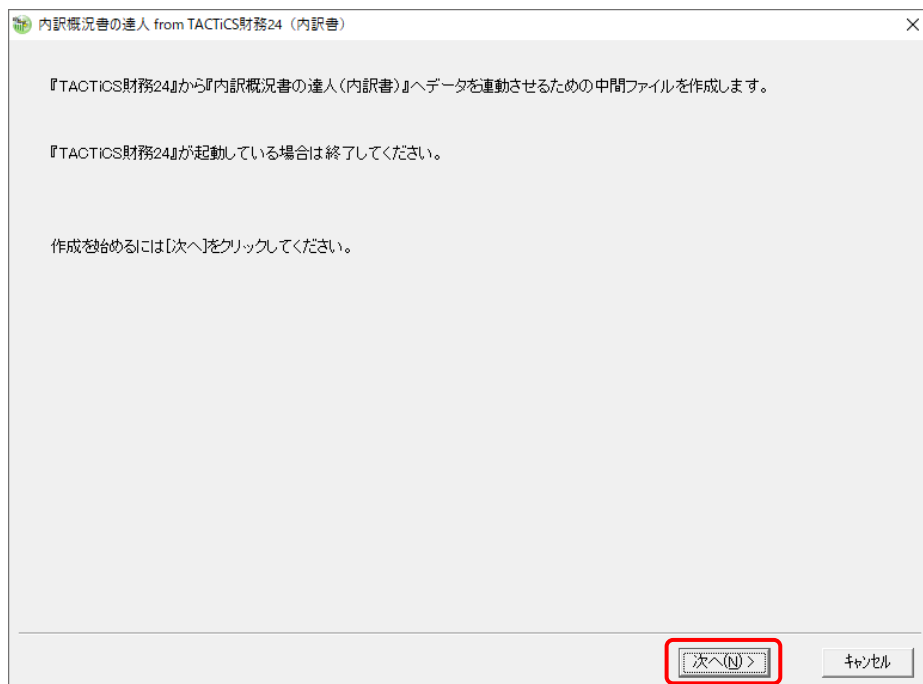 内訳概況書の達人 from TACTiCS財務24（内訳書）
『TACTiCS財務24』から『内訳概況書の達人(内訳書)』へデータを連動させるための中間ファイルを作成します。
『TACTiCS財務24』が起動している場合は終了してください。
作成を始めるには[次へ]をクリックしてください。
次へ(N) >
ｷｬﾝｾﾙ